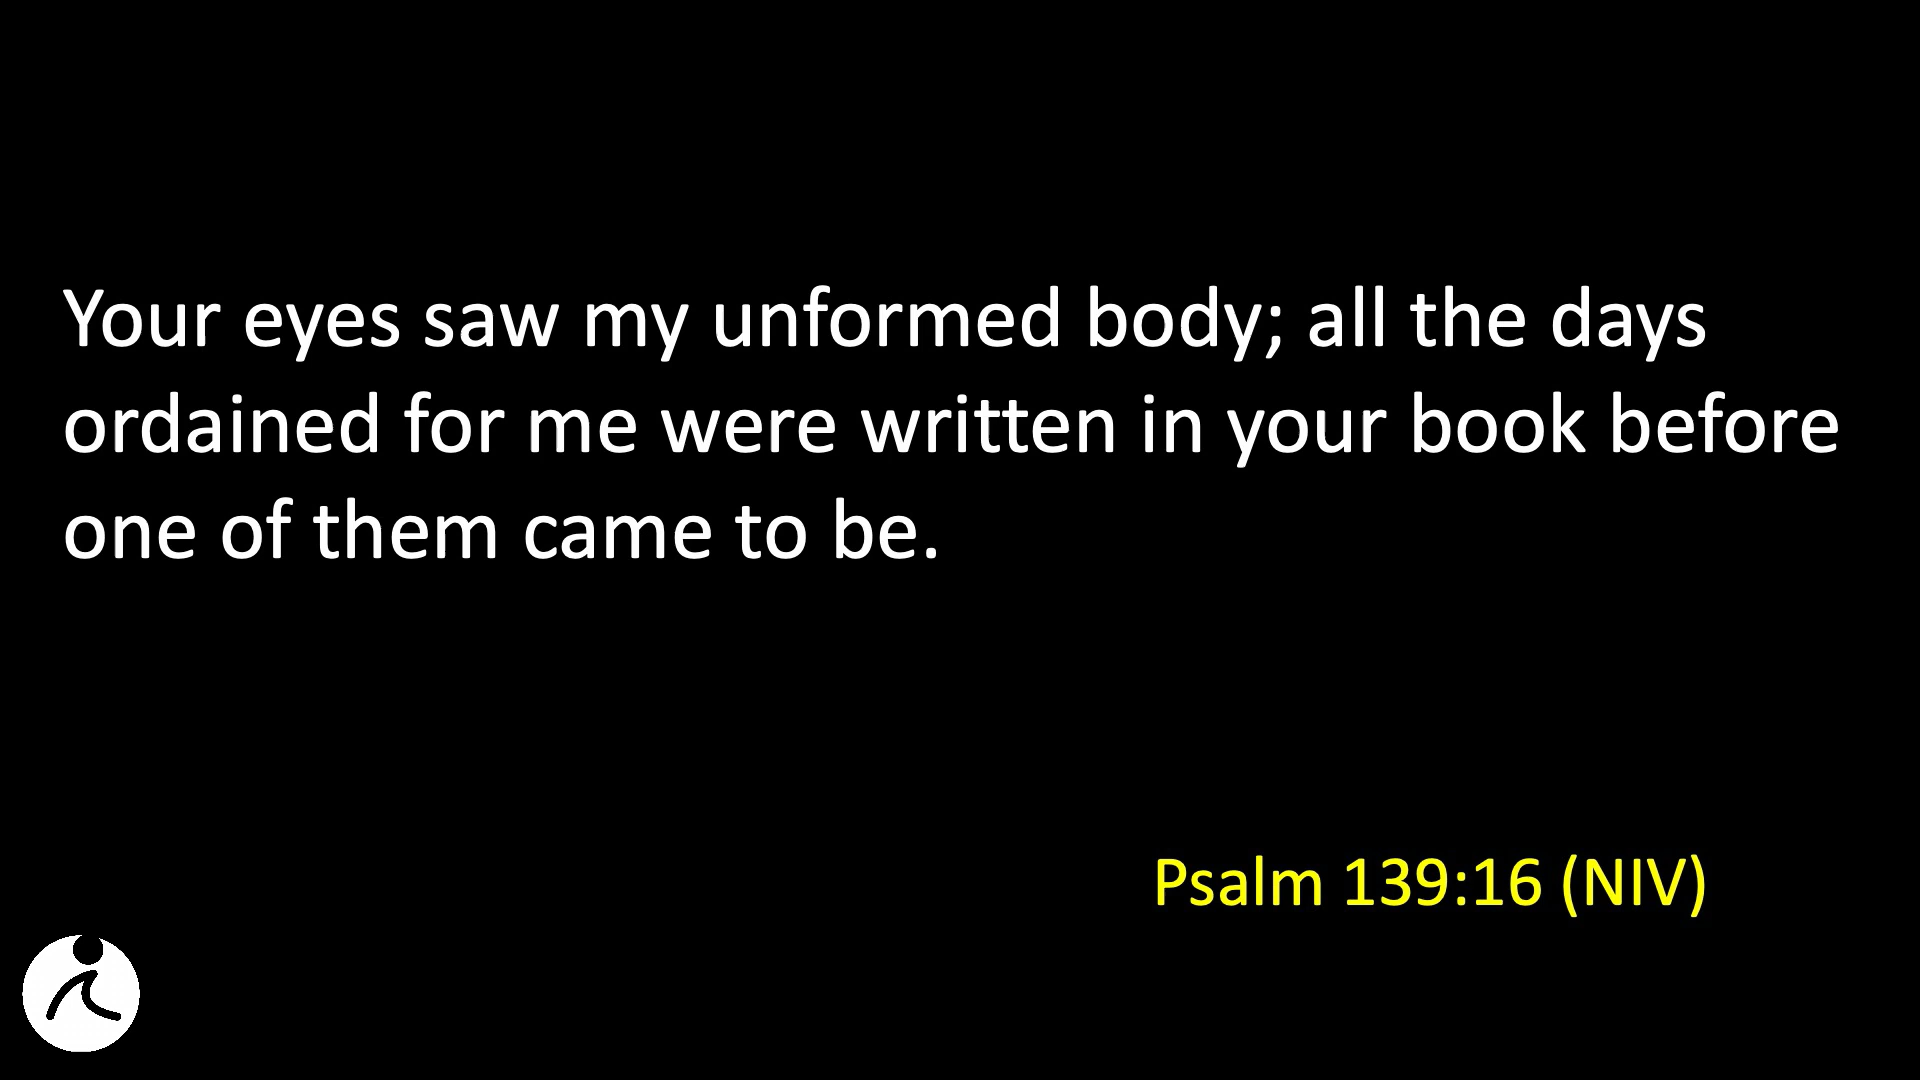 Your eyes saw my unformed body; all the days
ordained for me were written in your book before
one of them came to be.
Psalm 139:16 (NIV)